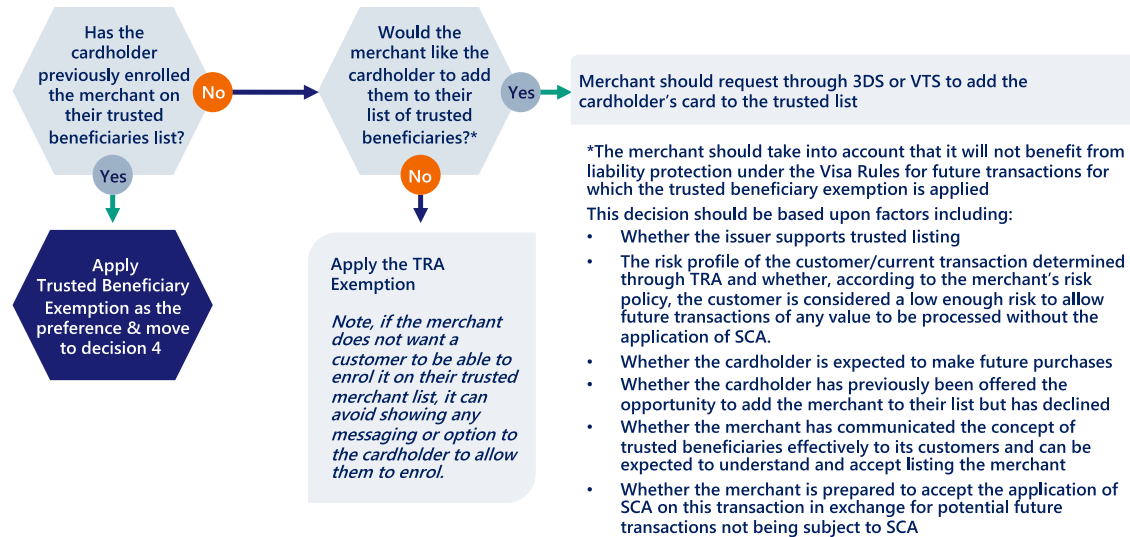 Has the
cardholder
previously enrolled
the merchant on
their trusted
beneficiaries list?
No
Yes
Would the
merchant like the
cardholder to add
them to their
list of trusted
beneficiaries?*
Yes
No
Merchant should request through 3DS or VTS to add the
cardholder's card to the trusted list
Apply
Trusted Beneficiary
Exemption as the
preference & move
to decision 4
Apply the TRA
Exemption
Note, if the merchant
does not want a
customer to be able to
enrol it on their trusted
merchant list, it can
avoid showing any
messaging or option to
the cardholder to allow
them to enrol.
*The merchant should take into account that it will not benefit from
liability protection under the Visa Rules for future transactions for
which the trusted beneficiary exemption is applied
This decision should be based upon factors including:
• Whether the issuer supports trusted listing
• The risk profile of the customer/current transaction determined
through TRA and whether, according to the merchant's risk
policy, the customer is considered a low enough risk to allow
future transactions of any value to be processed without the
application of SCA.
• Whether the cardholder is expected to make future purchases
• Whether the cardholder has previously been offered the
opportunity to add the merchant to their list but has declined
• Whether the merchant has communicated the concept of
trusted beneficiaries effectively to its customers and can be
expected to understand and accept listing the merchant
• Whether the merchant is prepared to accept the application of
SCA on this transaction in exchange for potential future
transactions not being subject to SCA